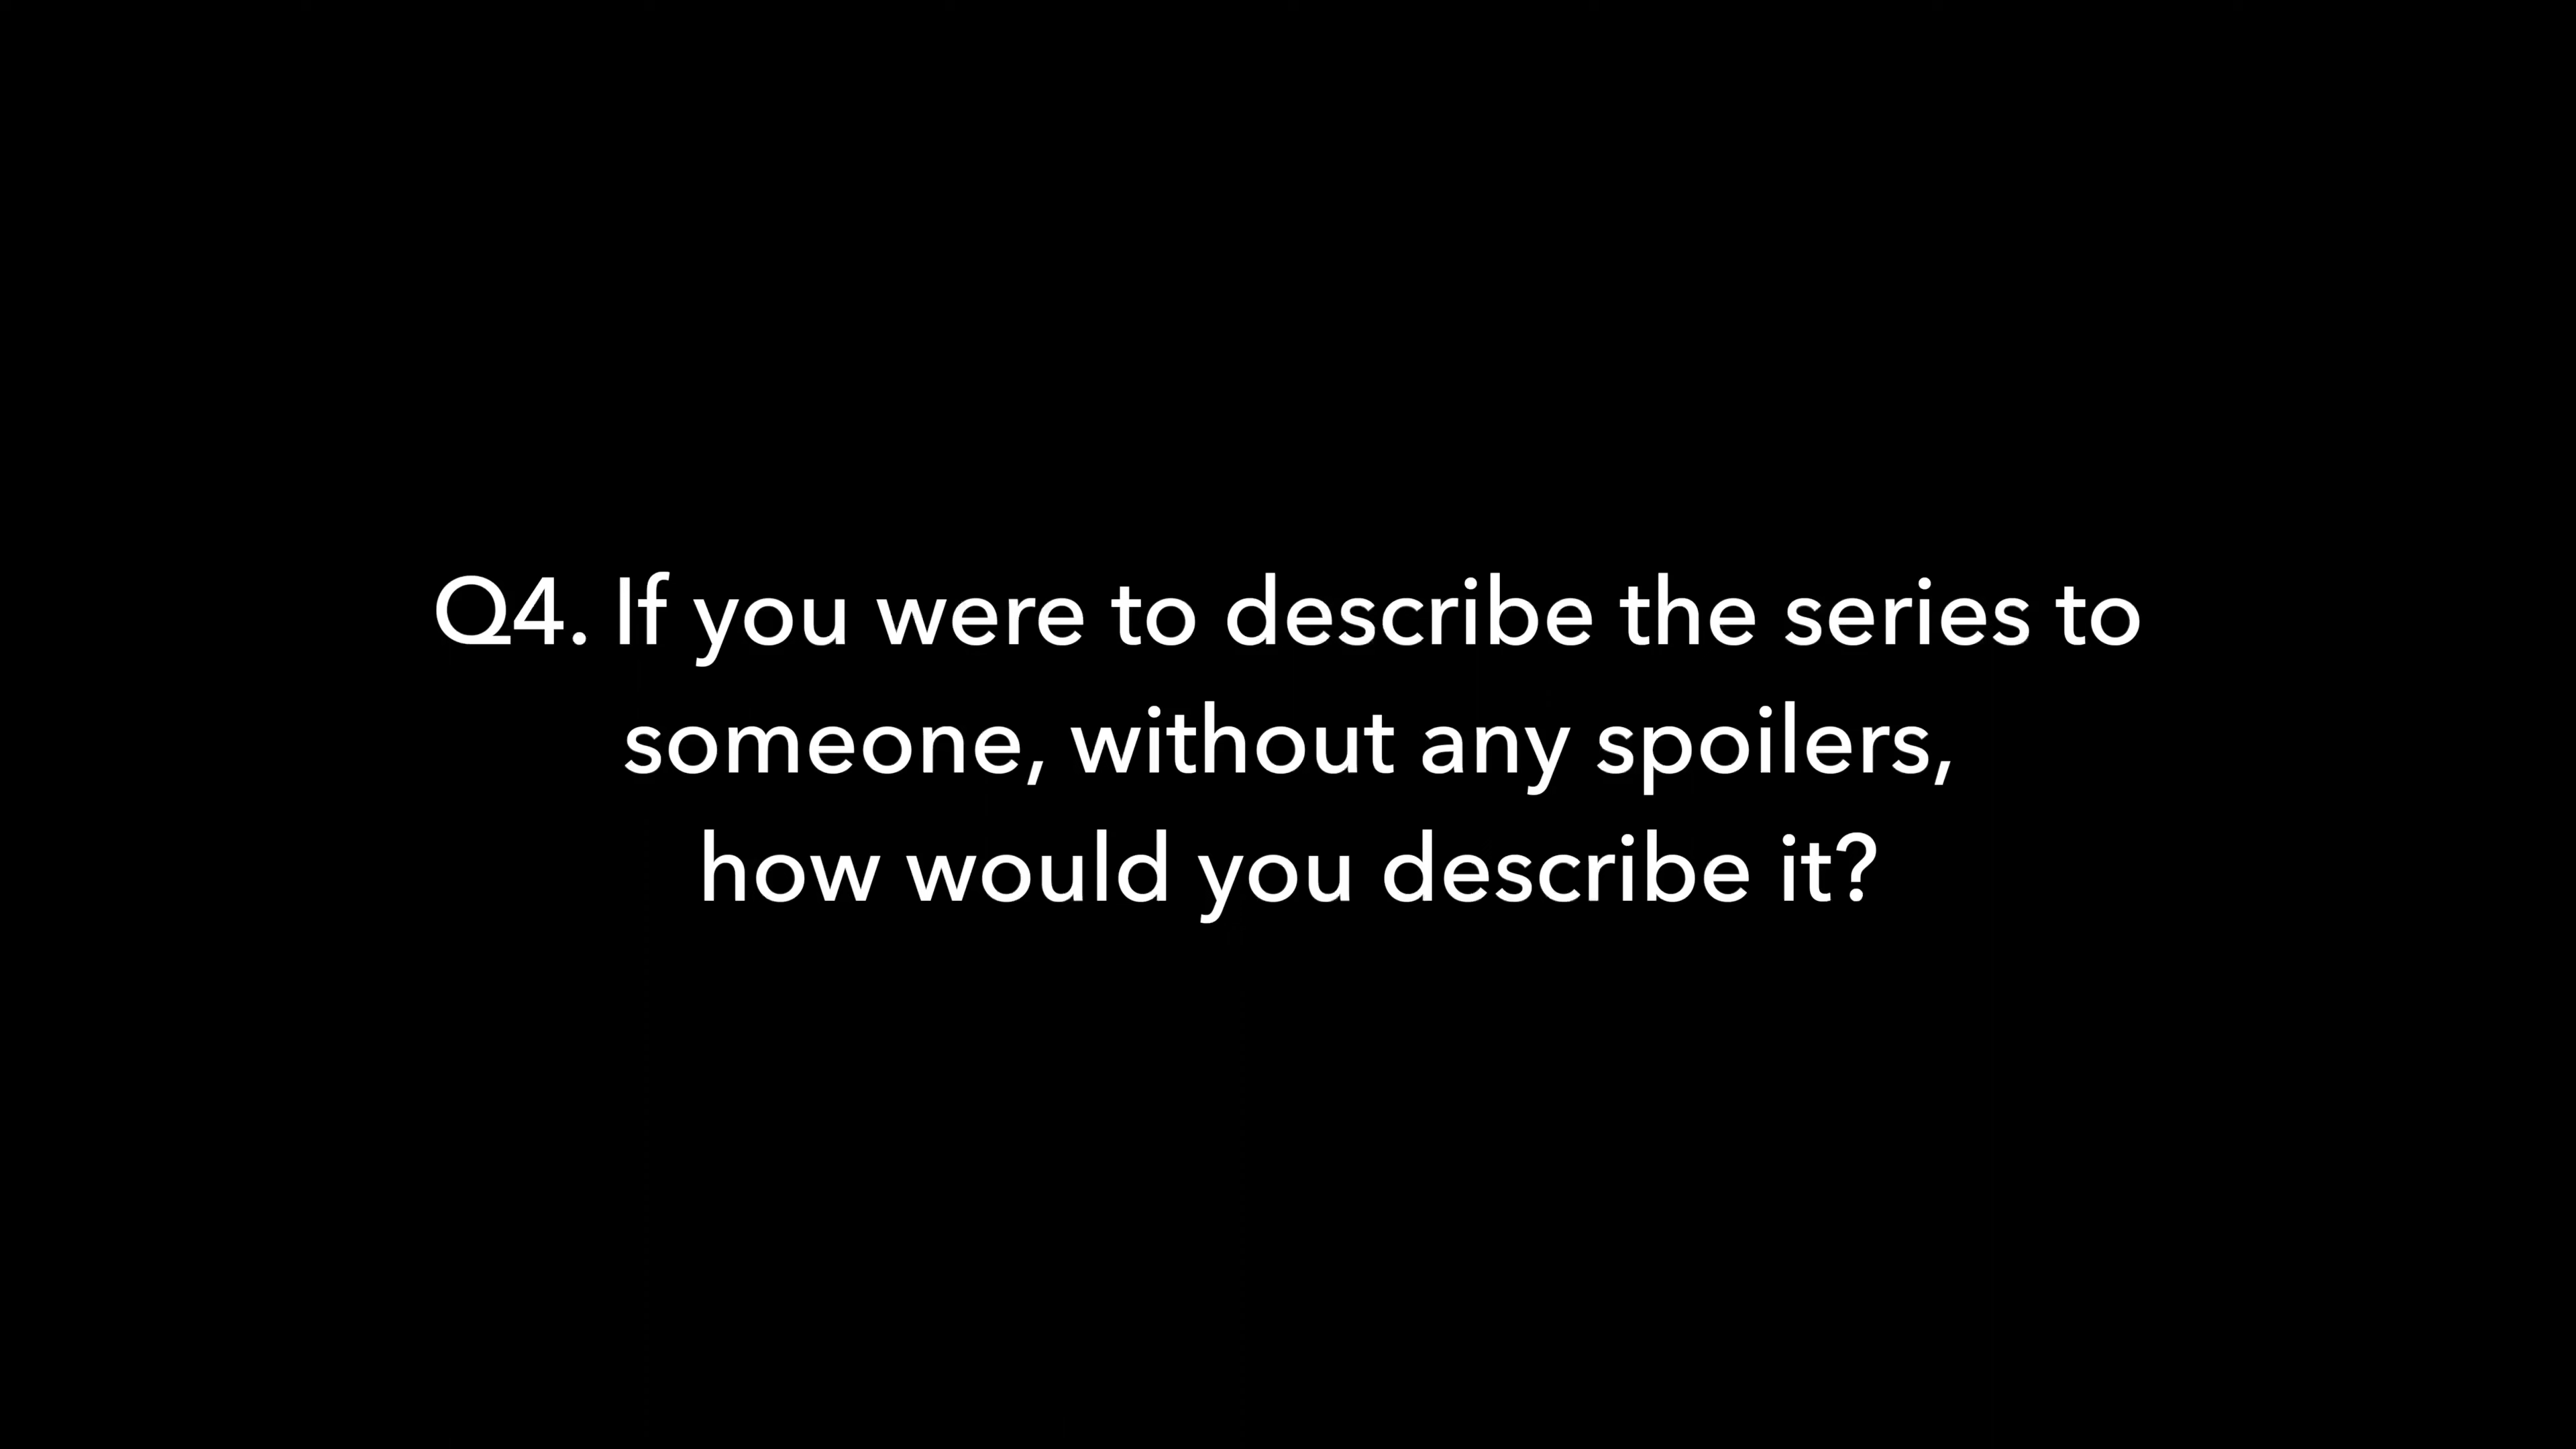 Q4. If you were to describe the series to
someone, without any spoilers,
how would you describe it?